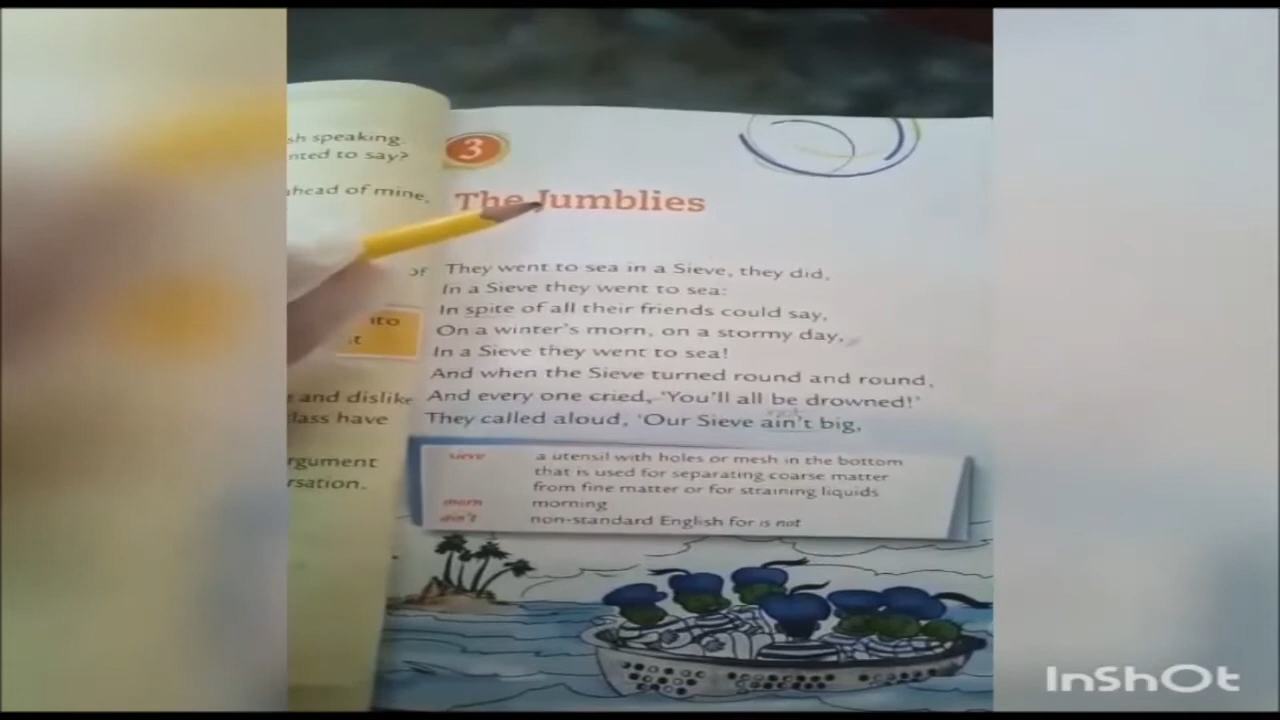 sh speaking.
nted to say?
ahead of mine,
of
into
it
and dislike
lass have
rgument
rsation.
3
The Jumblies
They went to sea in a Sieve, they did,
In a Sieve they went to sea:
In spite of all their friends could say,
On a winter's morn, on a stormy day,
In a Sieve they went to sea!
And when the Sieve turned round and round,
And every one cried, 'You'll all be drowned!'
They called aloud, 'Our Sieve ain't big,
sieve a utensil with holes or mesh in the bottom
that is used for separating coarse matter
from fine matter or for straining liquids
morn morning
ain't non-standard English for is not
InShOt